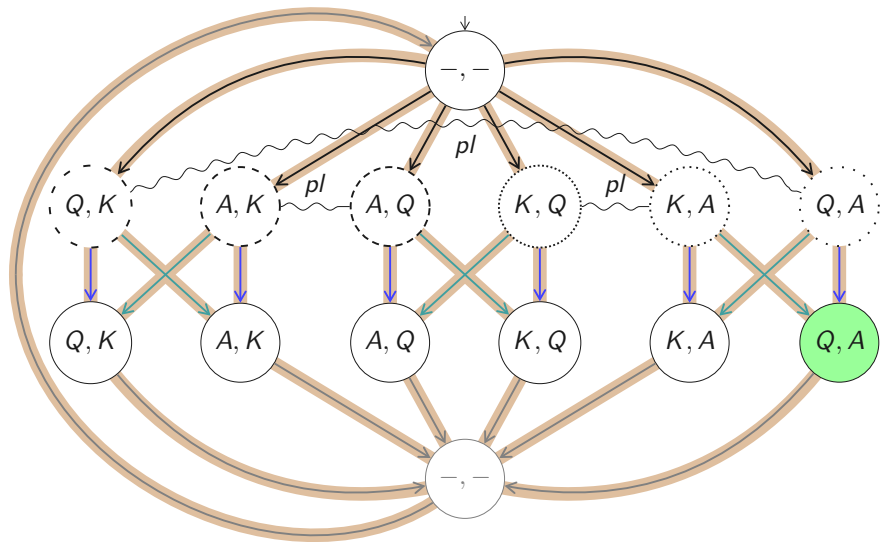 −, −
pl
pl pl
Q, K A, K A, Q K, Q K, A Q, A
Q, K A, K A, Q K, Q K, A Q, A
−, −